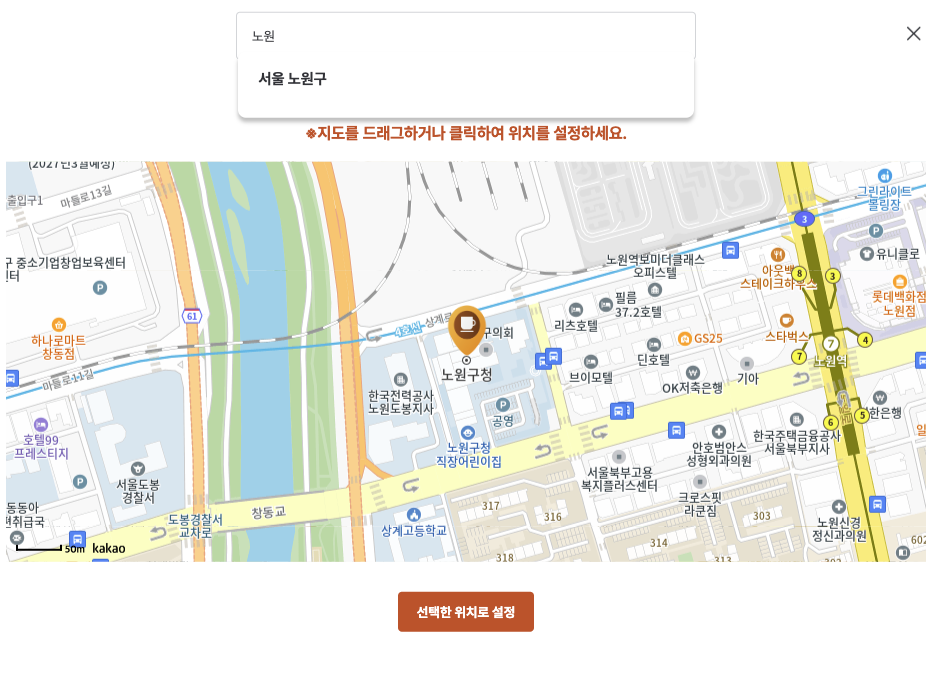 노원
서울 노원구
※지도를 드래그하거나 클릭하여 위치를 설정하세요.
(2027년3월예정)
출입구1
마들로13길
구 중소기업창업보육센터
터
하나로마트
창동점
61
4호선
상계로
마들로11길
구의회
노원구청
한국전력공사
노원도봉지사
공영
노원구청
직장어린이집
호텔99
프레스티지
서울도봉
경찰서
도봉경찰서
교차로
창동교
상계고등학교
동동아
변취급국
50m
kakao
노원역보미더클래스
오피스텔
필름
37.2호텔
리츠호텔
GS25
딘호텔
브이모텔
OK저축은행
기아
3
그린라이트
볼링장
유니클로
아웃백
스테이크하우스
8
3
롯데백화점
노원점
스타벅스
7
7
4
노원역
6
5
한은행
한국주택금융공사
서울북부지사
안호범안스
성형외과의원
서울북부고용
복지플러스센터
크로스핏
라쿤짐
노원신경
정신과의원
317
316
318
314
303
313
302
602